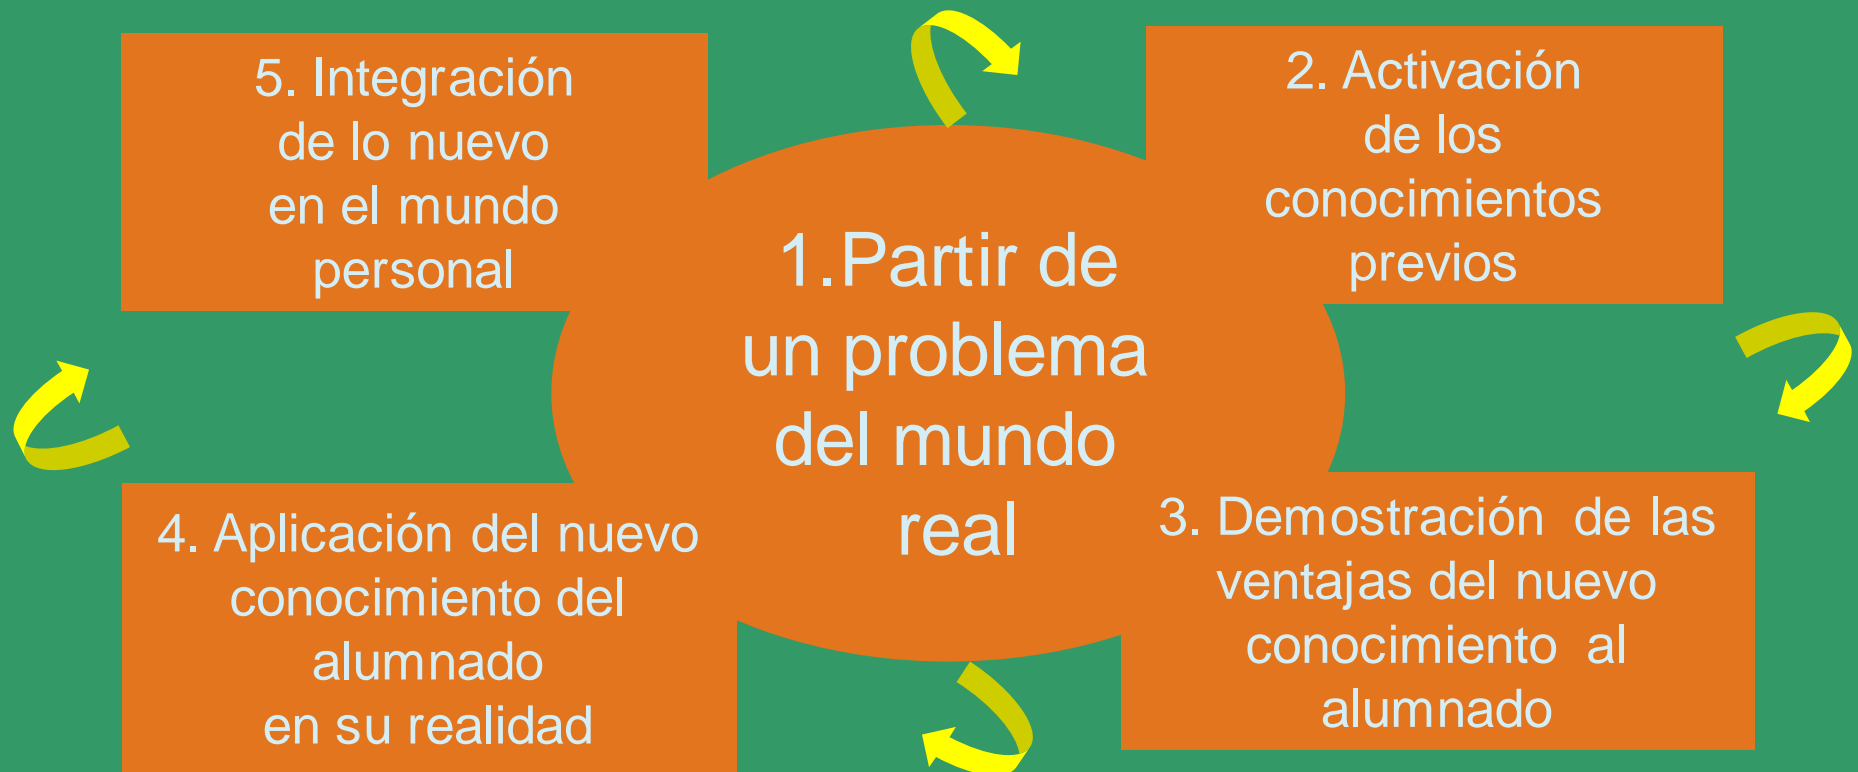 5. Integración
de lo nuevo
en el mundo
personal
2. Activación
de los
conocimientos
previos
1.Partir de
un problema
del mundo
real
4. Aplicación del nuevo
conocimiento del
alumnado
en su realidad
3. Demostración de las
ventajas del nuevo
conocimiento al
alumnado